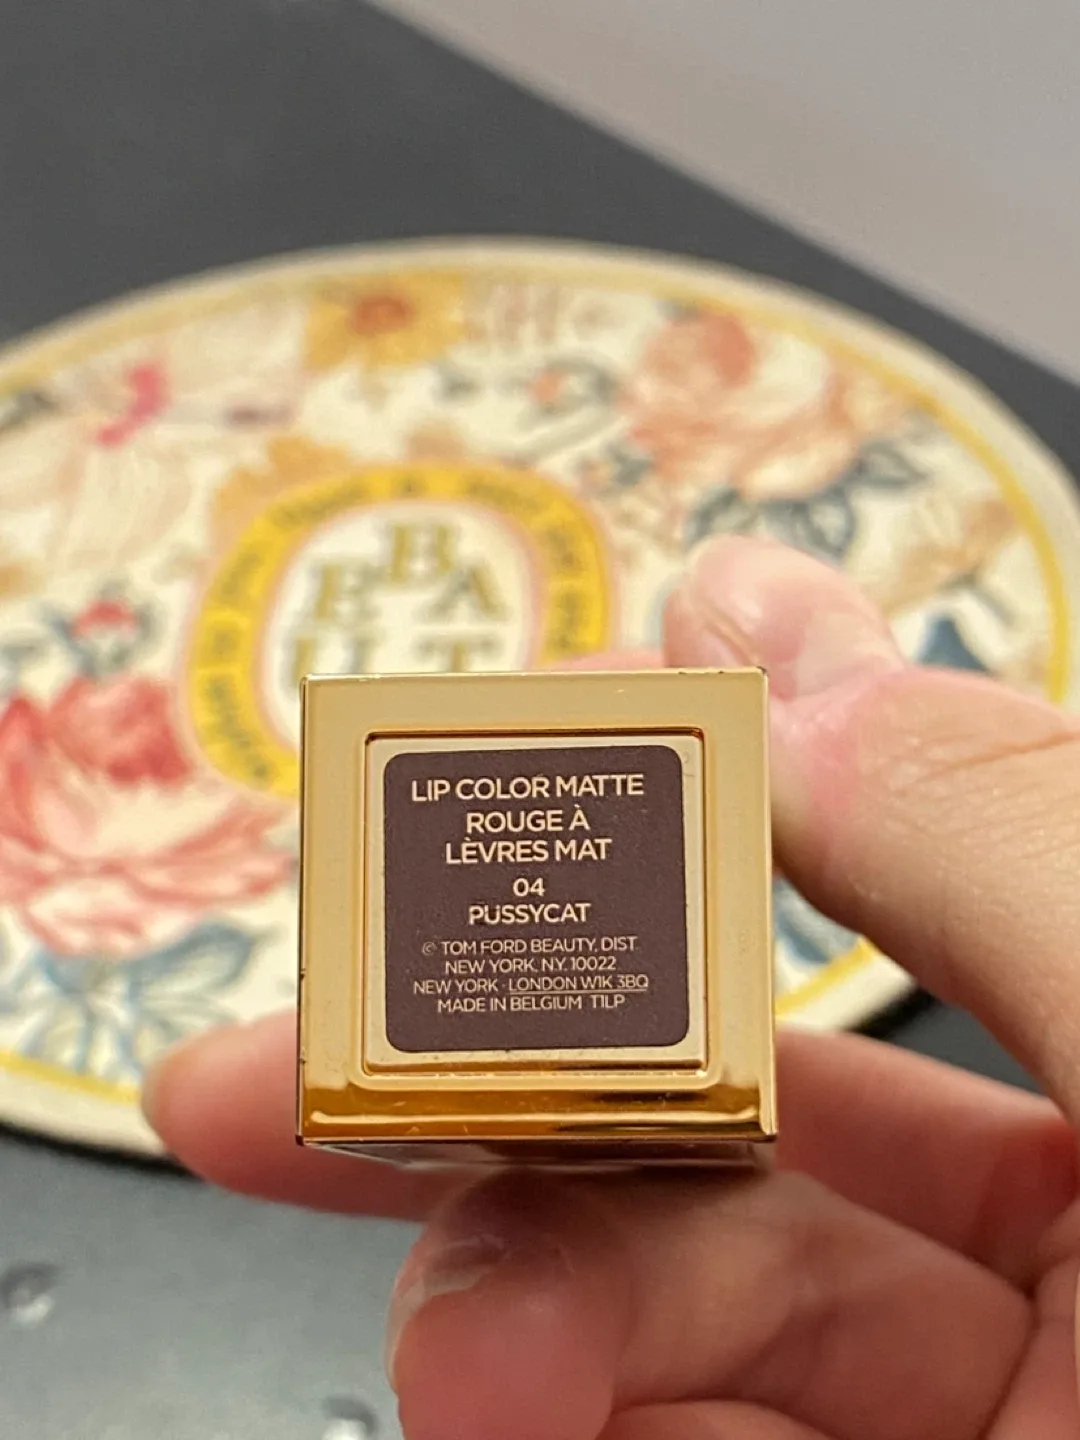 B
E A
U T
LIP COLOR MATTE
ROUGE À
LÈVRES MAT
04
PUSSYCAT
© TOM FORD BEAUTY, DIST.
NEW YORK, N.Y. 10022
NEW YORK · LONDON W1K 3BQ
MADE IN BELGIUM T1LP